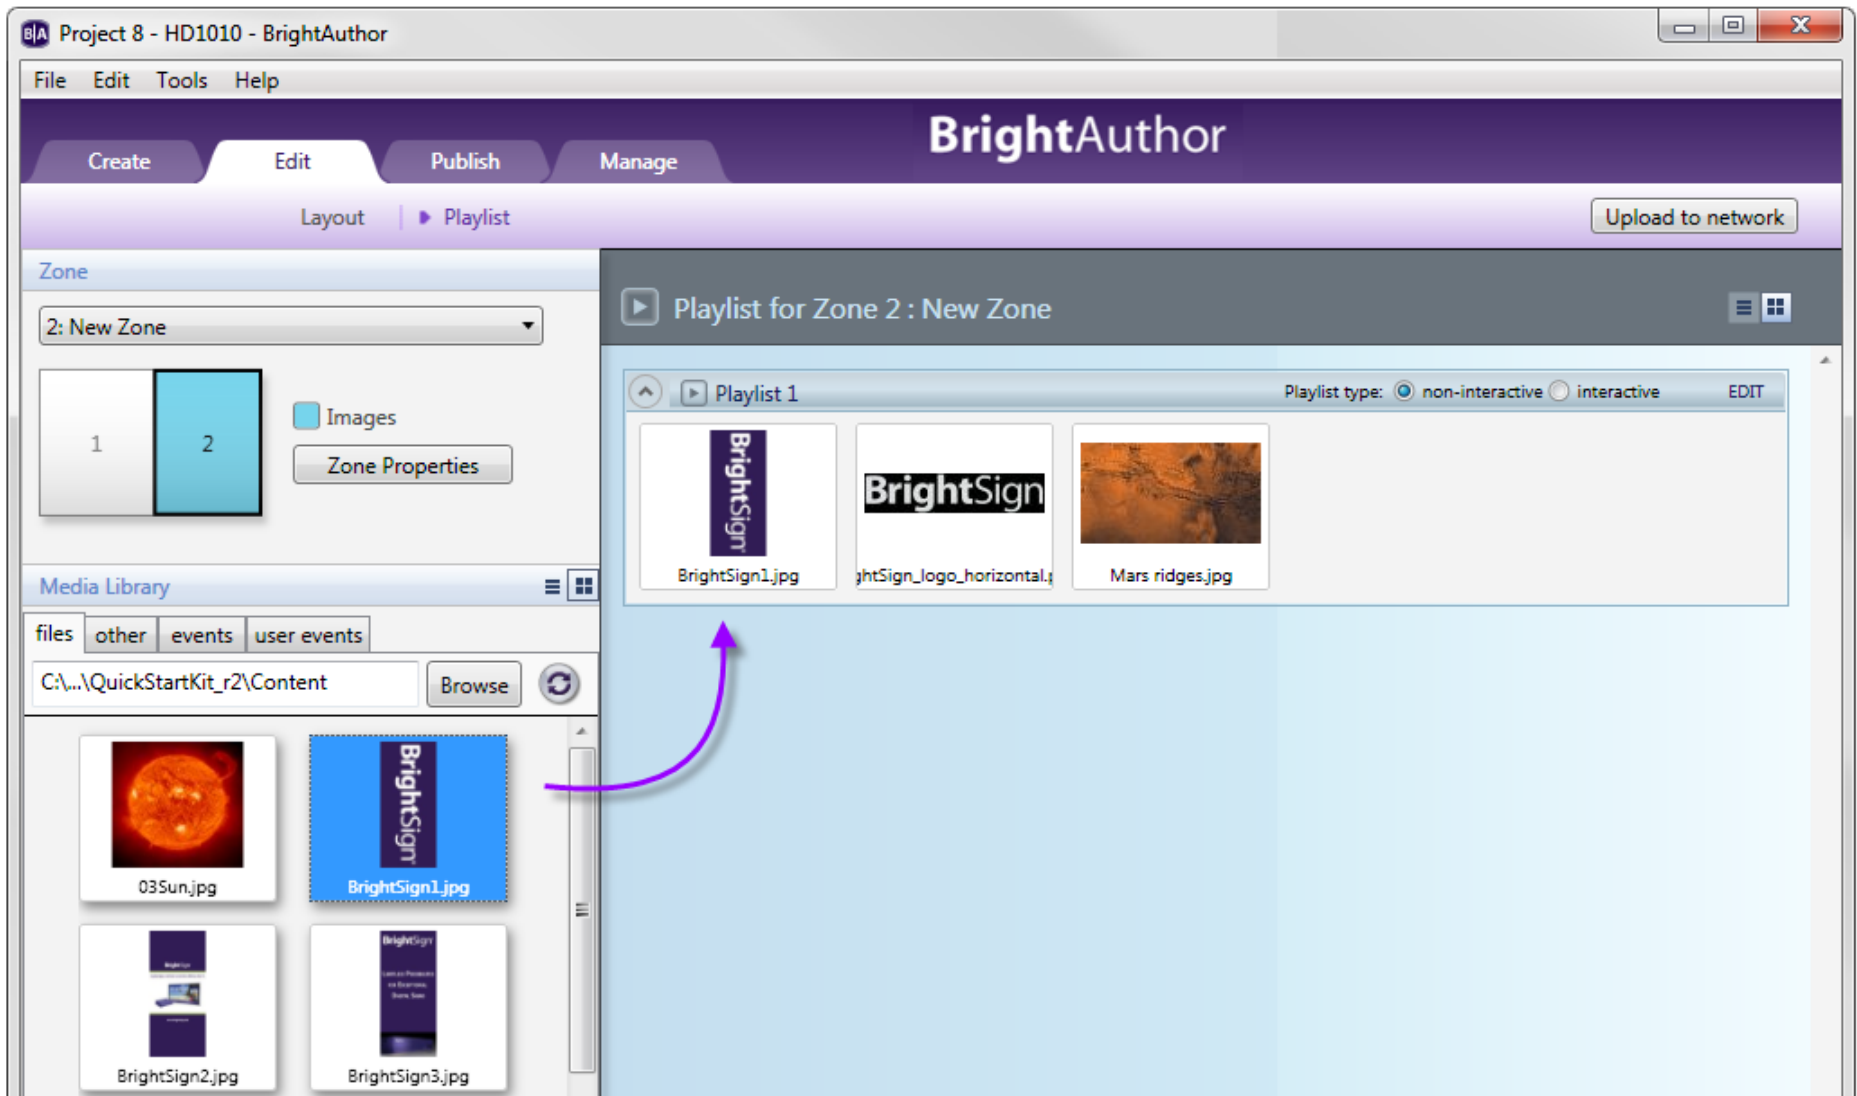 B|A Project 8 - HD1010 - BrightAuthor
File Edit Tools Help
BrightAuthor
Create Edit Publish Manage
Layout Playlist
Upload to network
Zone
2: New Zone
1
2
Images
Zone Properties
Playlist for Zone 2 : New Zone
Playlist 1
Playlist type: non-interactive interactive EDIT
BrightSign
BrightSign
BrightSign1.jpg
ghtSign_logo_horizontal.p
Mars ridges.jpg
Media Library
files other events user events
C:\...\QuickStartKit_r2\Content
Browse
BrightSign
03Sun.jpg
BrightSign1.jpg
BrightSign
BrightSign2.jpg
BrightSign3.jpg